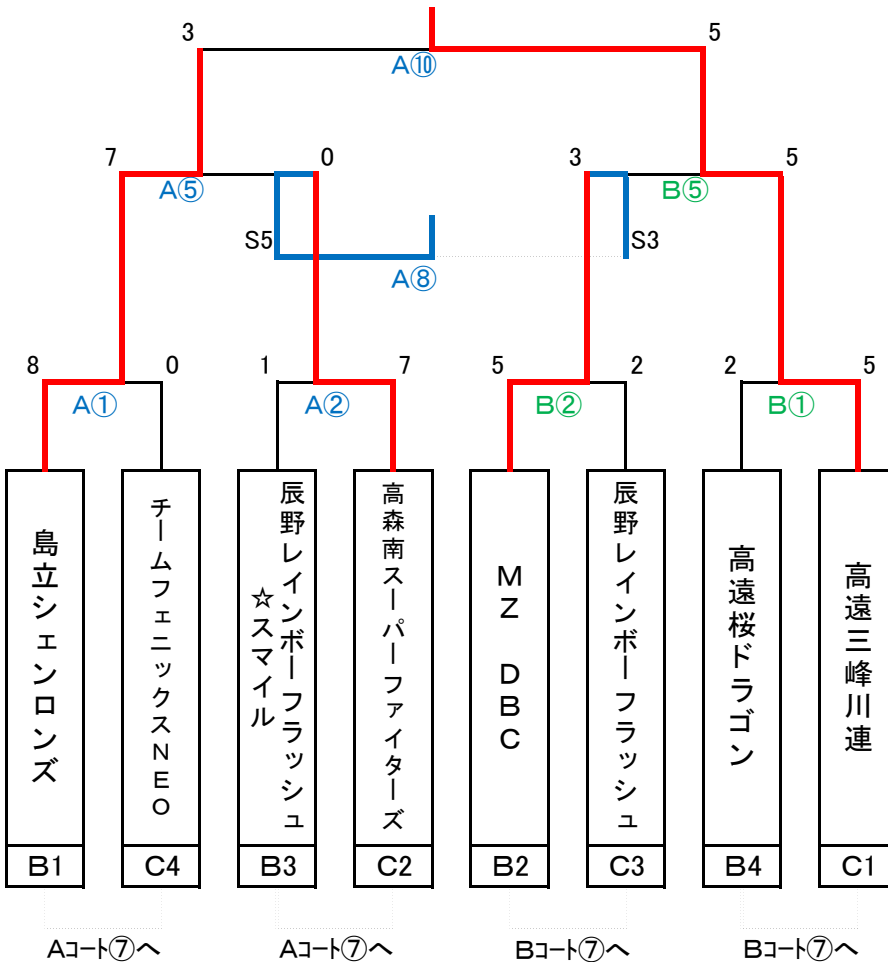 3
5
A⑩
7
0
3
5
A⑤
B⑤
S5
S3
A⑧
8
0
1
7
5
2
2
5
A①
A②
B②
B①
島立シェンロンズ
チームフェニックスNEO
辰野レインボーフラッシュ
☆スマイル
高森南スーパーファイターズ
MZ DBC
辰野レインボーフラッシュ
高遠桜ドラゴン
高遠三峰川連
B1
C4
B3
C2
B2
C3
B4
C1
Aコート⑦へ
Aコート⑦へ
Bコート⑦へ
Bコート⑦へ